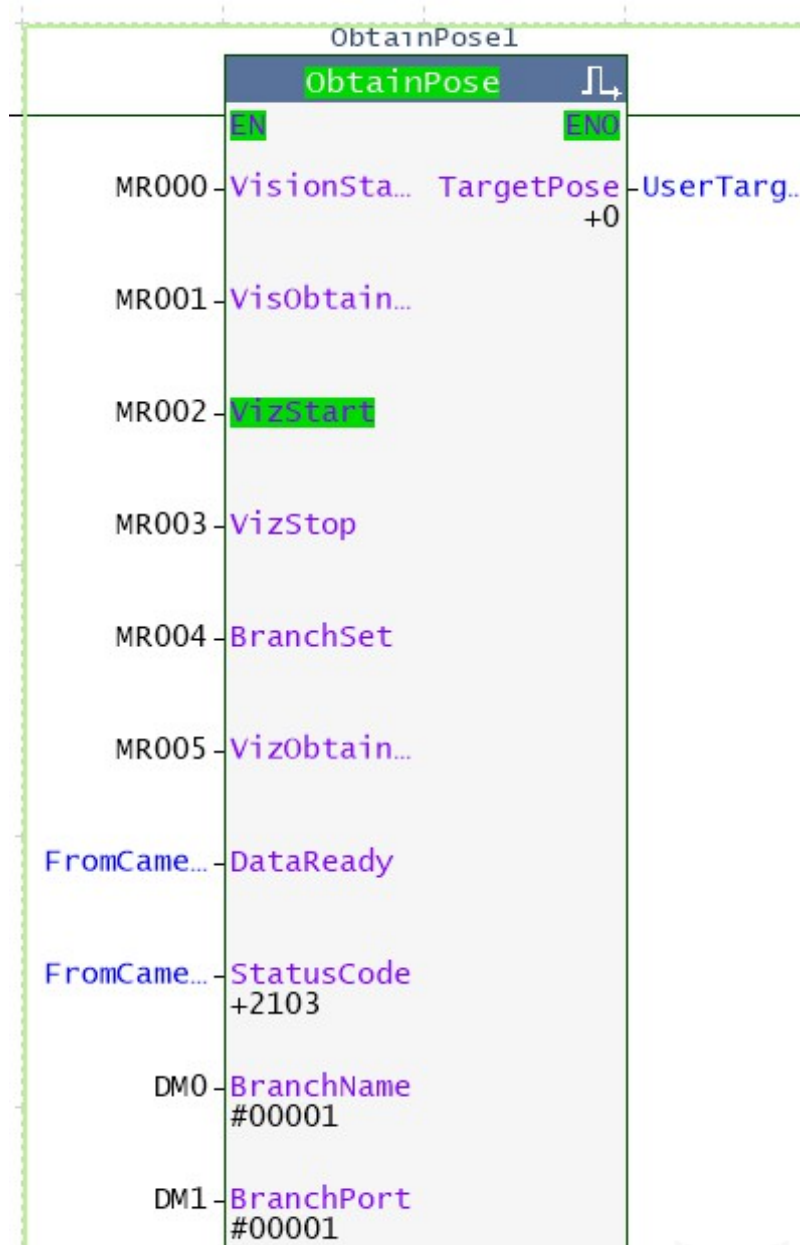 ObtainPose1
ObtainPose
EN ENO
MR000 VisionSta… TargetPose UserTarg…
+0
MR001 VisObtain…
MR002 VizStart
MR003 VizStop
MR004 BranchSet
MR005 VizObtain…
FromCame… DataReady
FromCame… StatusCode
+2103
DM0 BranchName
#00001
DM1 BranchPort
#00001